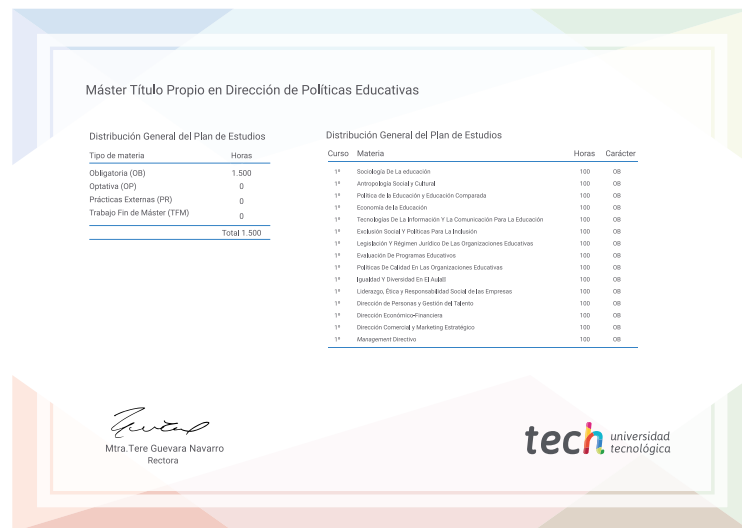 Máster Título Propio en Dirección de Políticas Educativas
Distribución General del Plan de Estudios
Tipo de materia Horas
Obligatoria (OB) 1.500
Optativa (OP) 0
Prácticas Externas (PR) 0
Trabajo Fin de Máster (TFM) 0
Total 1.500
Distribución General del Plan de Estudios
Curso Materia Horas Carácter
1º Sociología De La educación 100 OB
1º Antropología Social y Cultural 100 OB
1º Política de la Educación y Educación Comparada 100 OB
1º Economía de la Educación 100 OB
1º Tecnologías De La Información Y La Comunicación Para La Educación 100 OB
1º Exclusión Social Y Políticas Para La Inclusión 100 OB
1º Legislación Y Régimen Jurídico De Las Organizaciones Educativas 100 OB
1º Evaluación De Programas Educativos 100 OB
1º Políticas De Calidad En Las Organizaciones Educativas 100 OB
1º Igualdad Y Diversidad En El Aulall 100 OB
1º Liderazgo, Ética y Responsabilidad Social de las Empresas 100 OB
1º Dirección de Personas y Gestión del Talento 100 OB
1º Dirección Económico-Financiera 100 OB
1º Dirección Comercial y Marketing Estratégico 100 OB
1º Management Directivo 100 OB
Mtra.Tere Guevara Navarro
Rectora
tech universidad
tecnológica